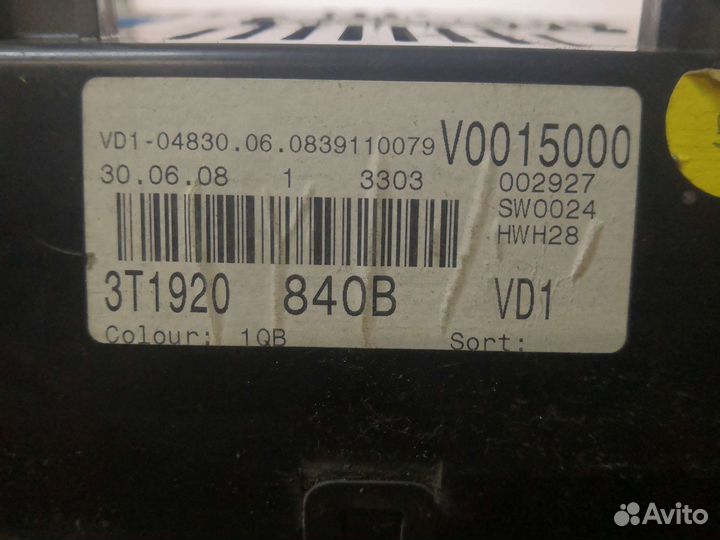 VD1-04830.06.0839110079 V0015000
30.06.08 1 3303 002927
SW0024
HWH28
3T1920 840B VD1
Colour: 1QB Sort:
Avito